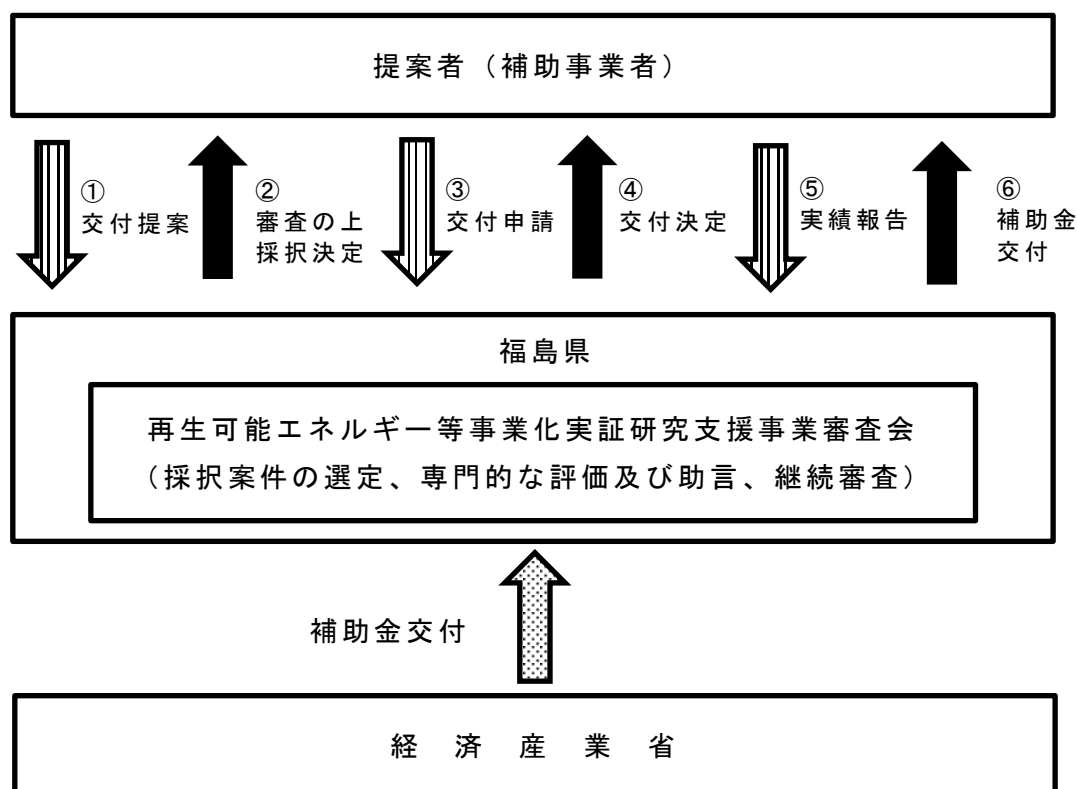 提案者（補助事業者）
①
交付提案
②
審査の上
採択決定
③
交付申請
④
交付決定
⑤
実績報告
⑥
補助金
交付
福島県
再生可能エネルギー等事業化実証研究支援事業審査会
（採択案件の選定、専門的な評価及び助言、継続審査）
補助金交付
経済産業省